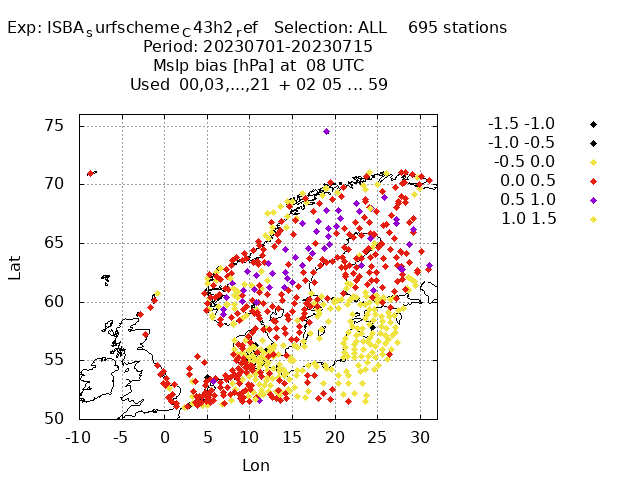 Exp: ISBAsurfschemeC43h2ref Selection: ALL 695 stations
Period: 20230701-20230715
Mslp bias [hPa] at 08 UTC
Used 00,03,...,21 + 02 05 ... 59
-1.5 -1.0
-1.0 -0.5
-0.5 0.0
0.0 0.5
0.5 1.0
1.0 1.5
75
70
65
60
55
50
Lat
-10 -5 0 5 10 15 20 25 30
Lon